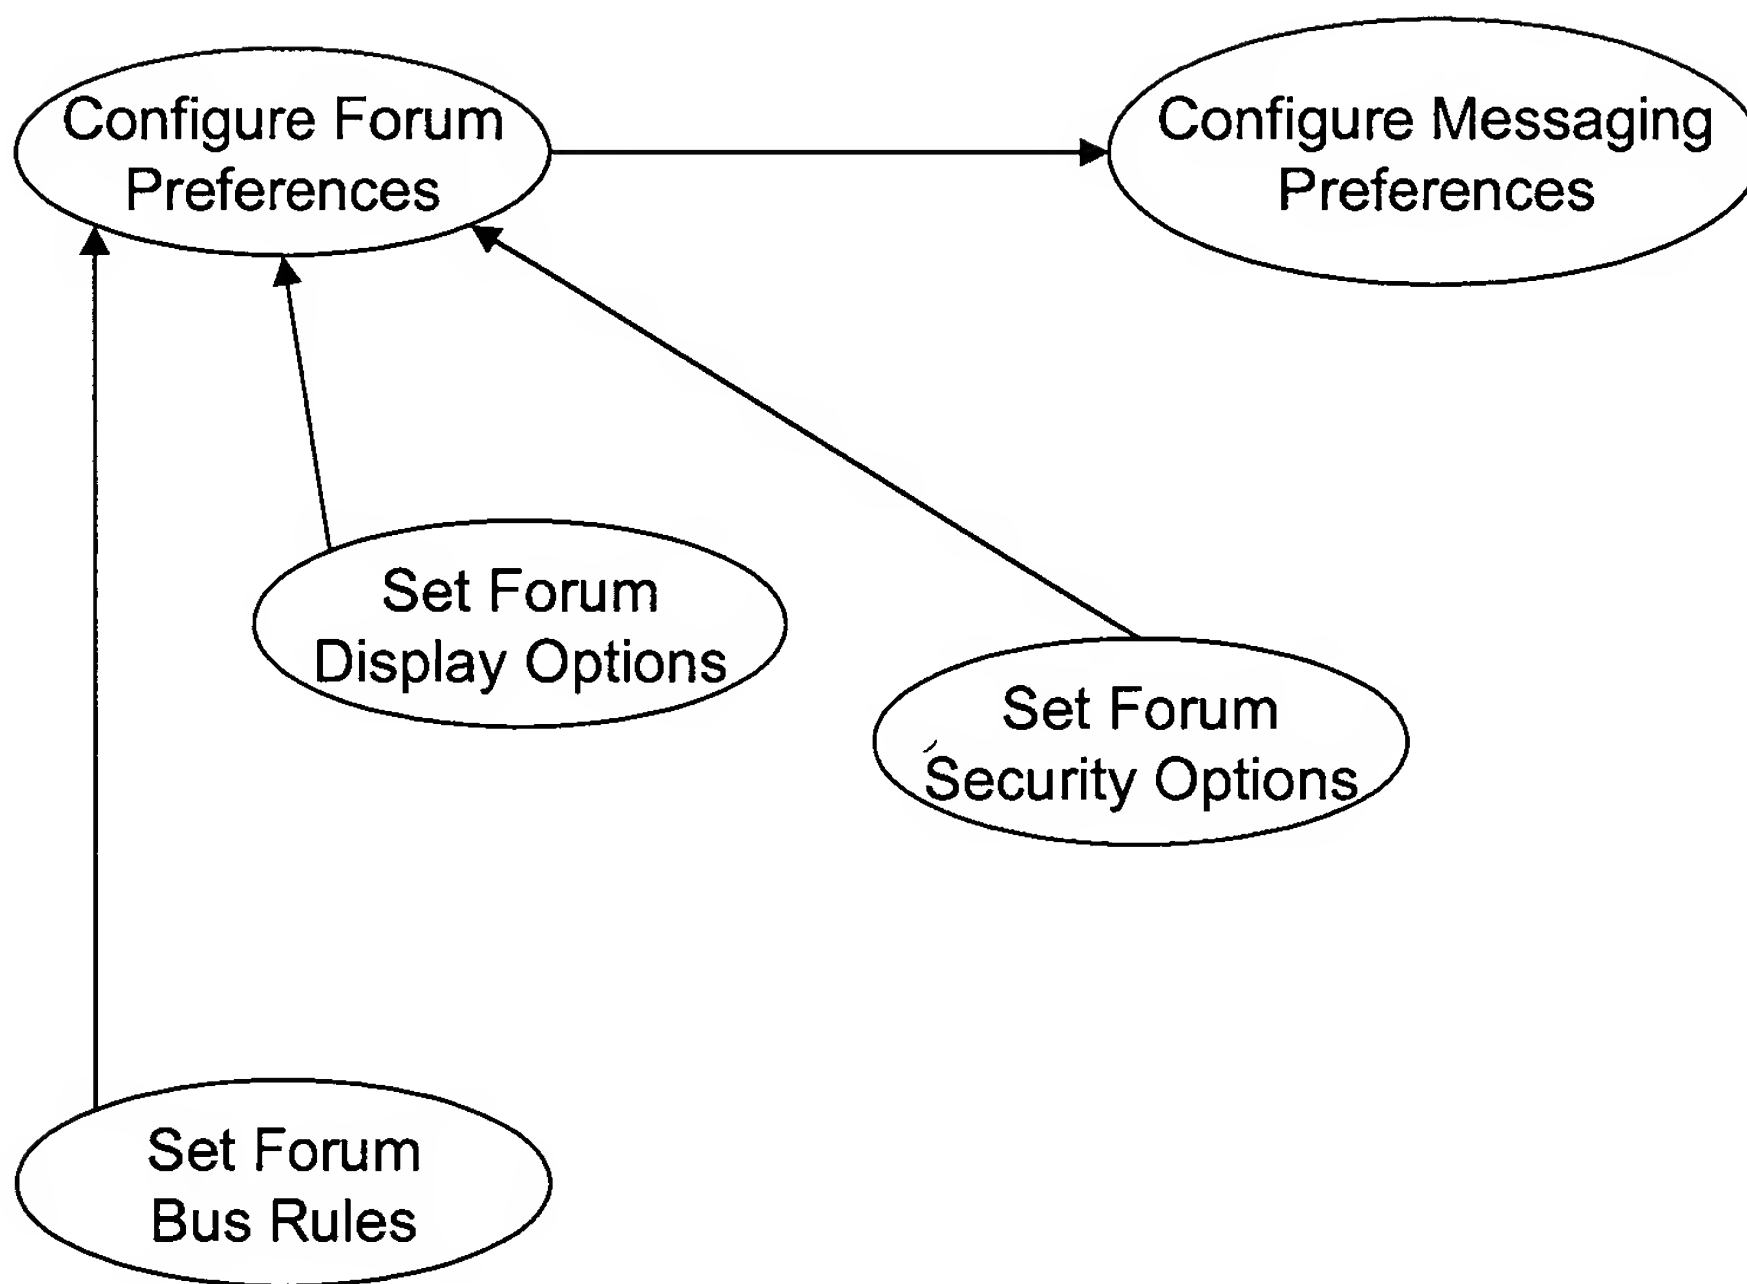 Configure Forum
Preferences
Configure Messaging
Preferences
Set Forum
Display Options
Set Forum
Security Options
Set Forum
Bus Rules